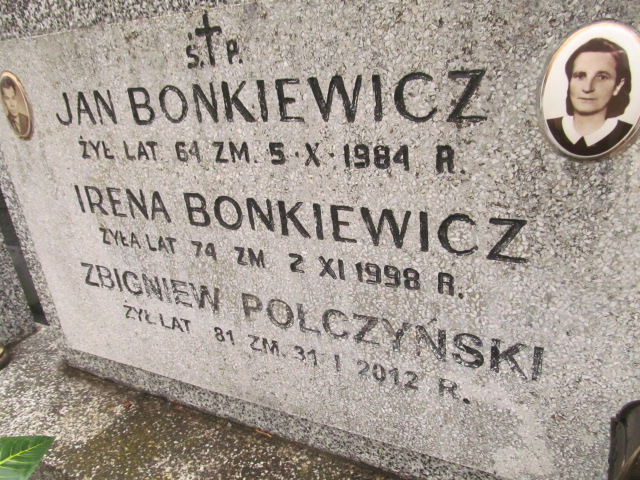 Ś.P.
JAN BONKIEWICZ
ŻYŁ LAT 64 ZM. 5·X·1984 R.
IRENA BONKIEWICZ
ŻYŁA LAT 74 ZM 2 XI 1998 R.
ZBIGNIEW POŁCZYŃSKI
ŻYŁ LAT 81 ZM. 31 I 2012 R.